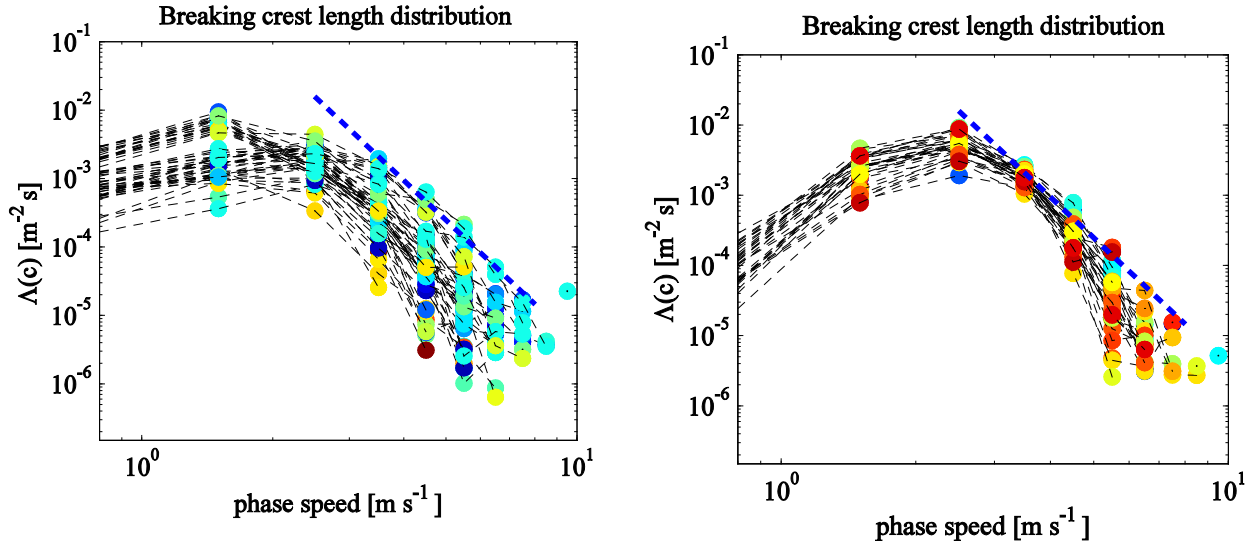 Breaking crest length distribution
10^-1
10^-2
10^-3
10^-4
10^-5
10^-6
Λ(c) [m^-2 s]
10^0
10^1
phase speed [m s^-1 ]
Breaking crest length distribution
10^-1
10^-2
10^-3
10^-4
10^-5
10^-6
Λ(c) [m^-2 s]
10^0
10^1
phase speed [m s^-1 ]